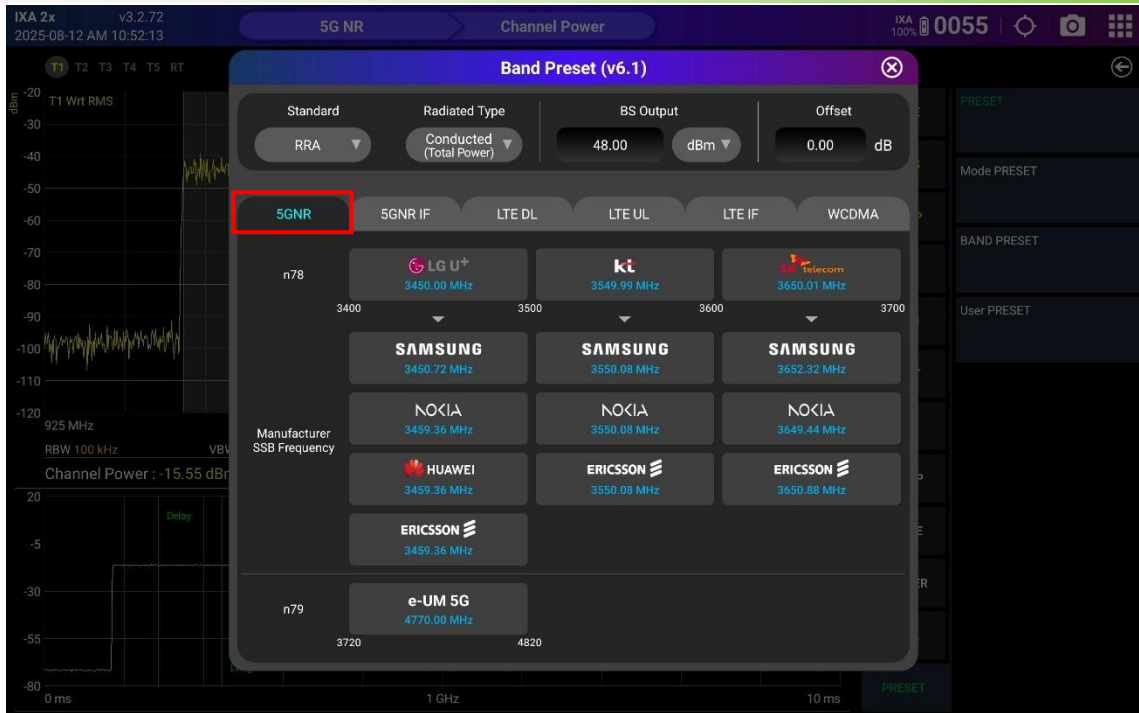 IXA 2x v3.2.72
2025-08-12 AM 10:52:13
5G NR
Channel Power
IXA
100%
0055
T1 T2 T3 T4 T5 RT
Band Preset (v6.1)
Standard
Radiated Type
BS Output
Offset
RRA
Conducted
(Total Power)
48.00
dBm
0.00
dB
5GNR
5GNR IF
LTE DL
LTE UL
LTE IF
WCDMA
n78
LG U+
3450.00 MHz
kt
3549.99 MHz
SK telecom
3650.01 MHz
3400
3500
3600
3700
Manufacturer
SSB Frequency
SAMSUNG
3450.72 MHz
SAMSUNG
3550.08 MHz
SAMSUNG
3652.32 MHz
NOKIA
3459.36 MHz
NOKIA
3550.08 MHz
NOKIA
3649.44 MHz
HUAWEI
3459.36 MHz
ERICSSON
3550.08 MHz
ERICSSON
3650.88 MHz
ERICSSON
3459.36 MHz
n79
e-UM 5G
4770.00 MHz
3720
4820
dBm
T1 Wrt RMS
-20
-30
-40
-50
-60
-70
-80
-90
-100
-110
-120
925 MHz
RBW 100 kHz
Channel Power : -15.55
20
-5
-30
-55
-80
Delay
0 ms
1 GHz
10 ms
PRESET
Mode PRESET
BAND PRESET
User PRESET
PRESET